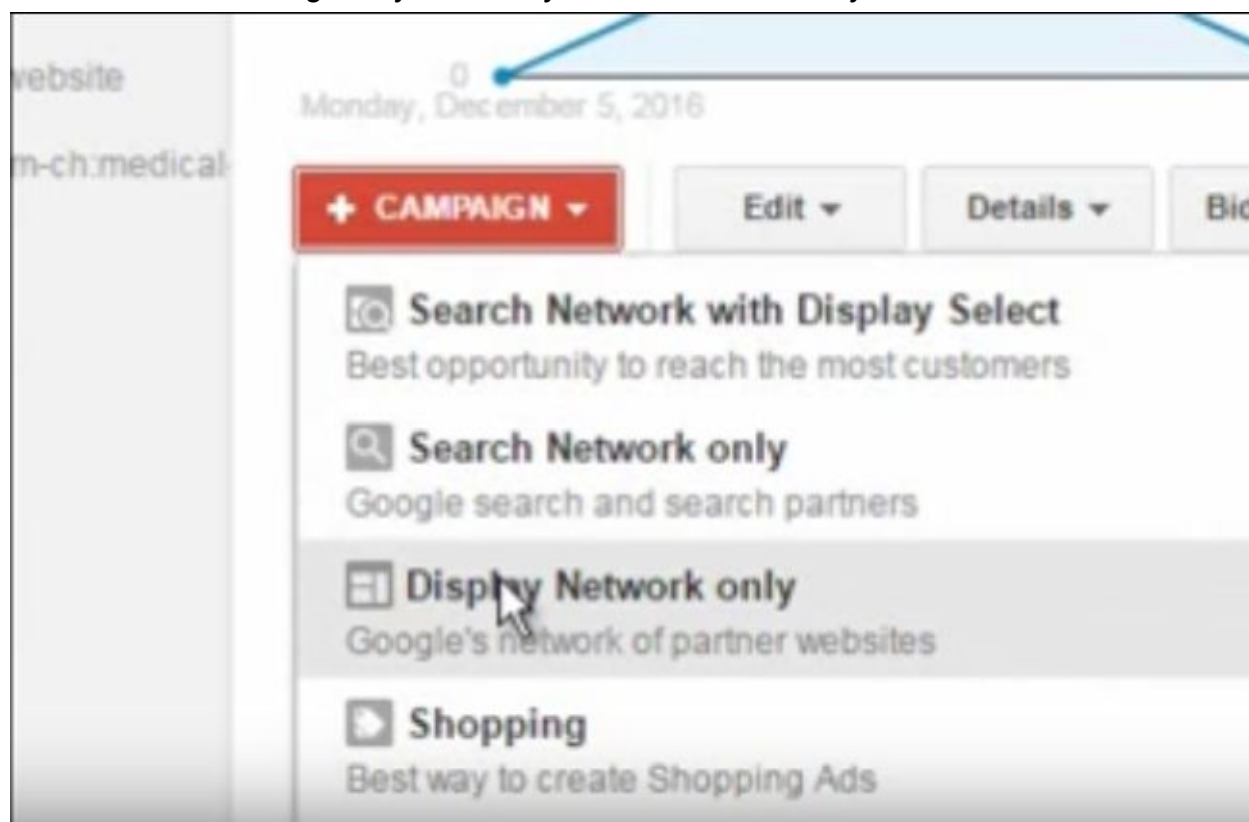 website
0
Monday, December 5, 2016
m-ch:medical-
+ CAMPAIGN
Edit
Details
Search Network with Display Select
Best opportunity to reach the most customers
Search Network only
Google search and search partners
Display Network only
Google's network of partner websites
Shopping
Best way to create Shopping Ads